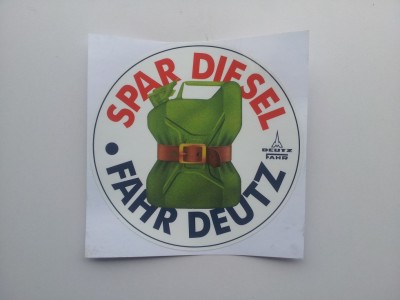 SPAR DIESEL
• FAHR DEUTZ
DEUTZ
FAHR